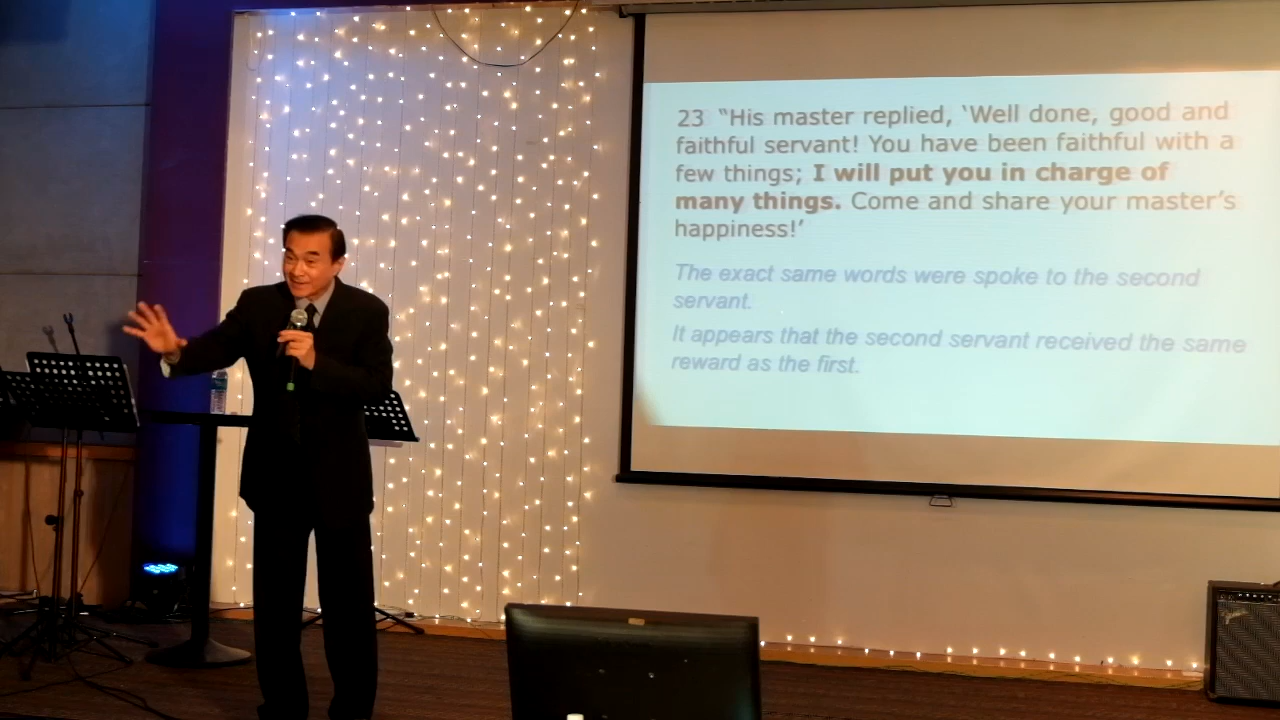 23 “His master replied, ‘Well done, good and
faithful servant! You have been faithful with a
few things; I will put you in charge of
many things. Come and share your master’s
happiness!’
The exact same words were spoke to the second
servant.
It appears that the second servant received the same
reward as the first.